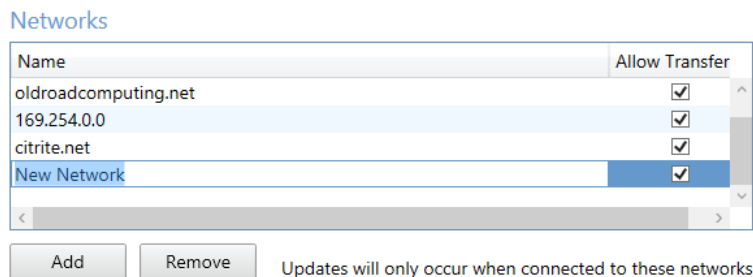 Networks
Name Allow Transfer
oldroadcomputing.net
169.254.0.0
citrite.net
New Network
Add Remove Updates will only occur when connected to these networks